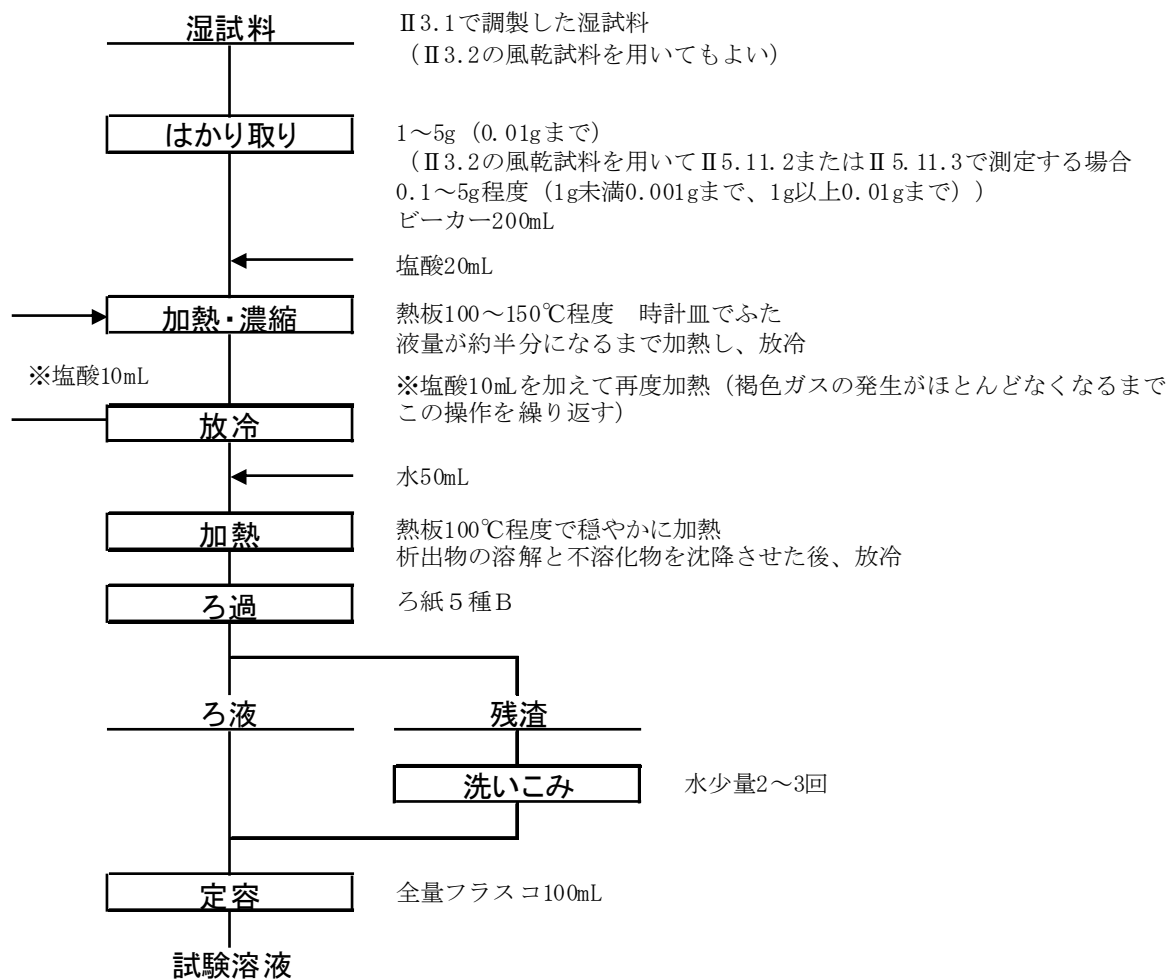 湿試料
Ⅱ3.1で調製した湿試料
（Ⅱ3.2の風乾試料を用いてもよい）
はかり取り
1～5g（0.01gまで）
（Ⅱ3.2の風乾試料を用いてⅡ5.11.2またはⅡ5.11.3で測定する場合
0.1～5g程度（1g未満0.001gまで、1g以上0.01gまで））
ビーカー200mL
塩酸20mL
加熱・濃縮
熱板100～150℃程度　時計皿でふた
液量が約半分になるまで加熱し、放冷
※塩酸10mL
※塩酸10mLを加えて再度加熱（褐色ガスの発生がほとんどなくなるまで
この操作を繰り返す）
放冷
水50mL
加熱
熱板100℃程度で穏やかに加熱
析出物の溶解と不溶化物を沈降させた後、放冷
ろ過
ろ紙５種Ｂ
ろ液
残渣
洗いこみ
水少量2～3回
定容
全量フラスコ100mL
試験溶液